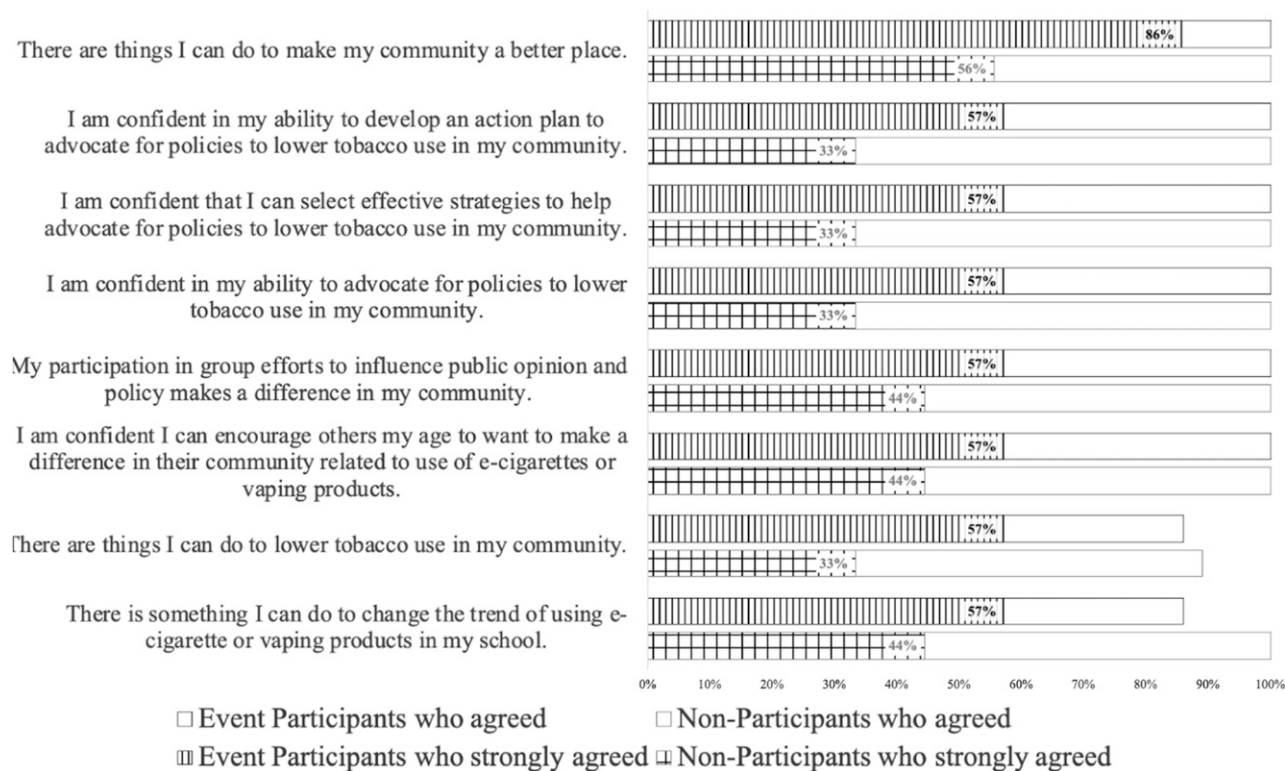 There are things I can do to make my community a better place.
86%
56%
I am confident in my ability to develop an action plan to
advocate for policies to lower tobacco use in my community.
57%
33%
I am confident that I can select effective strategies to help
advocate for policies to lower tobacco use in my community.
57%
33%
I am confident in my ability to advocate for policies to lower
tobacco use in my community.
57%
33%
My participation in group efforts to influence public opinion and
policy makes a difference in my community.
57%
44%
I am confident I can encourage others my age to want to make a
difference in their community related to use of e-cigarettes or
vaping products.
57%
44%
There are things I can do to lower tobacco use in my community.
57%
33%
There is something I can do to change the trend of using e-
cigarette or vaping products in my school.
57%
44%
0% 10% 20% 30% 40% 50% 60% 70% 80% 90% 100%
Event Participants who agreed Non-Participants who agreed
Event Participants who strongly agreed Non-Participants who strongly agreed